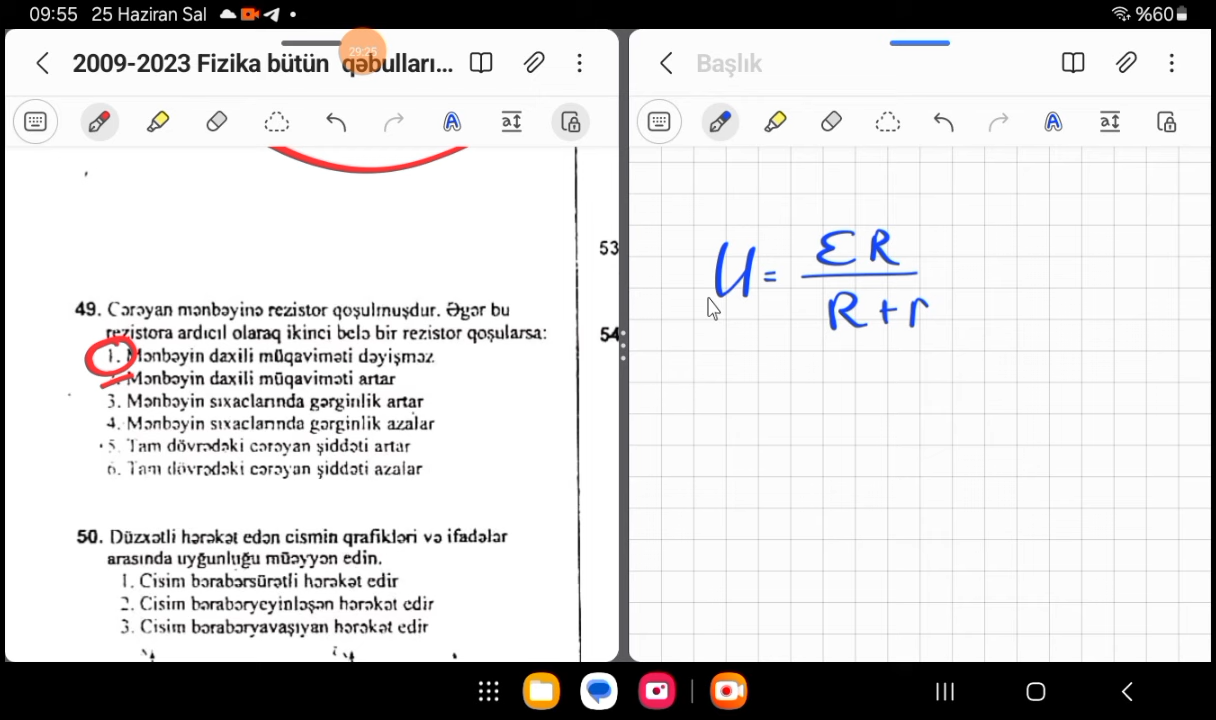 09:55 25 Haziran Sal
%60
29:25
2009-2023 Fizika bütün qəbulları...
Başlık
53
49. Cərəyan mənbəyinə rezistor qoşulmuşdur. Əgər bu
rezistora ardıcıl olaraq ikinci belə bir rezistor qoşularsa:
54
1. Mənbəyin daxili müqaviməti dəyişməz
2. Mənbəyin daxili müqaviməti artar
3. Mənbəyin sıxaclarında gərginlik artar
4. Mənbəyin sıxaclarında gərginlik azalar
5. Tam dövrədəki cərəyan şiddəti artar
6. Tam dövrədəki cərəyan şiddəti azalar
50. Düzxətli hərəkət edən cismin qrafikləri və ifadələr
arasında uyğunluğu müəyyən edin.
1. Cisim bərabərsürətli hərəkət edir
2. Cisim bərabəryeyinləşən hərəkət edir
3. Cisim bərabəryavaşıyan hərəkət edir
U = εR / R + r